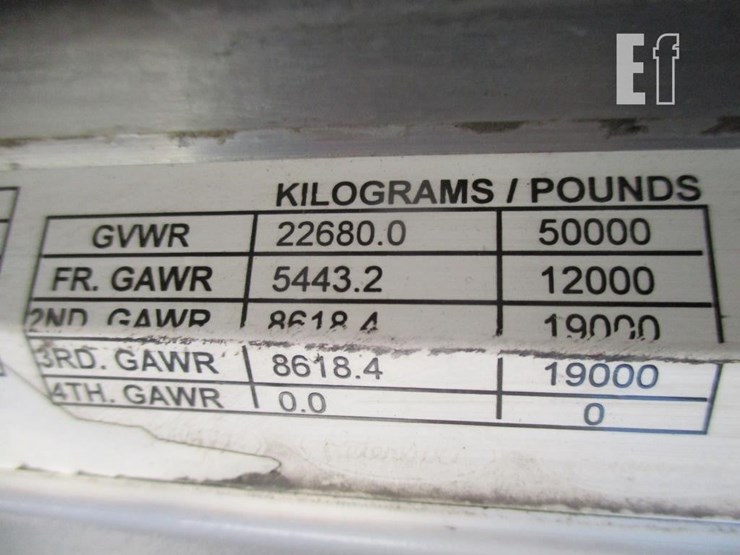 Ef
KILOGRAMS / POUNDS
GVWR 22680.0 50000
FR. GAWR 5443.2 12000
2ND. GAWR 8618.4 19000
3RD. GAWR 8618.4 19000
4TH. GAWR 0.0 0